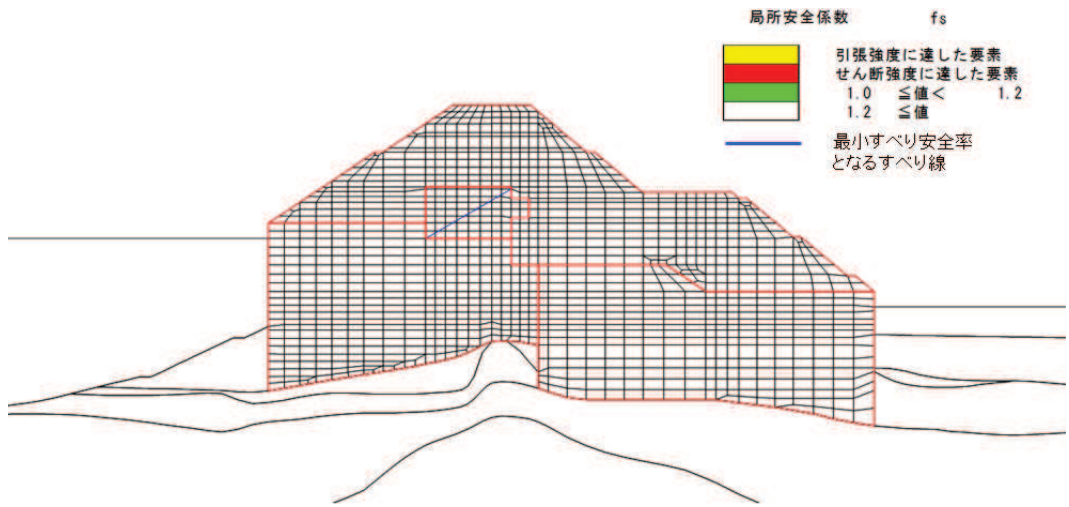 局所安全係数 fs
引張強度に達した要素
せん断強度に達した要素
1.0 ≦値< 1.2
1.2 ≦値
最小すべり安全率
となるすべり線